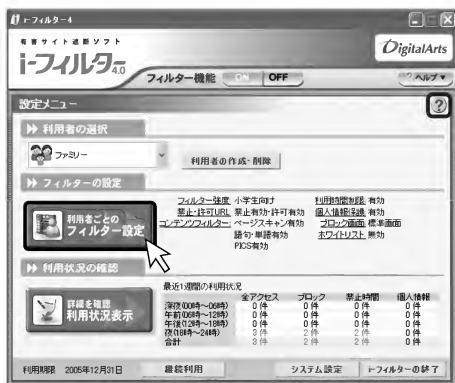 i-フィルター4
有害サイト遮断ソフト
i-フィルター 4.0
DigitalArts
フィルター機能 ON OFF
? ヘルプ▼
設定メニュー
?
利用者の選択
ファミリー
利用者の作成・削除
フィルターの設定
利用者ごとの
フィルター設定
フィルター強度 小学生向け 利用時間制限 有効
禁止・許可URL 禁止有効・許可有効 個人情報保護 有効
コンテンツフィルター ページスキャン有効 ブロック画面 標準画面
語句・単語有効 ホワイトリスト 無効
PICS有効
利用状況の確認
詳細を確認
利用状況表示
最近1週間の利用状況
全アクセス ブロック 禁止時間 個人情報
深夜(00時~06時) 0件 0件 0件 0件
午前(06時~12時) 0件 0件 0件 0件
午後(12時~18時) 0件 0件 0件 0件
夜(18時~24時) 3件 2件 2件 0件
合計 3件 2件 2件 0件
利用期限 2005年12月31日
継続利用
システム設定
i-フィルターの終了